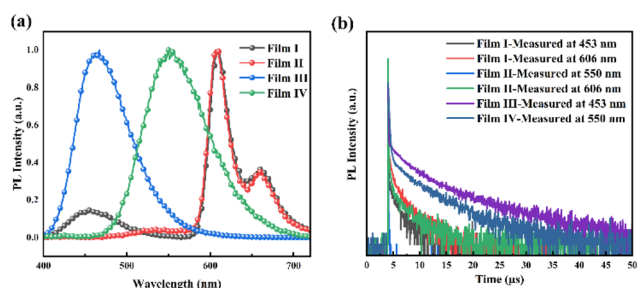 (a)
1.0
0.8
0.6
0.4
0.2
0.0
PL Intensity (a.u.)
Film I
Film II
Film III
Film IV
400
500
600
700
Wavelength (nm)
(b)
PL Intensity (a.u.)
Film I-Measured at 453 nm
Film I-Measured at 606 nm
Film II-Measured at 550 nm
Film II-Measured at 606 nm
Film III-Measured at 453 nm
Film IV-Measured at 550 nm
0
5
10
15
20
25
30
35
40
45
50
Time (μs)